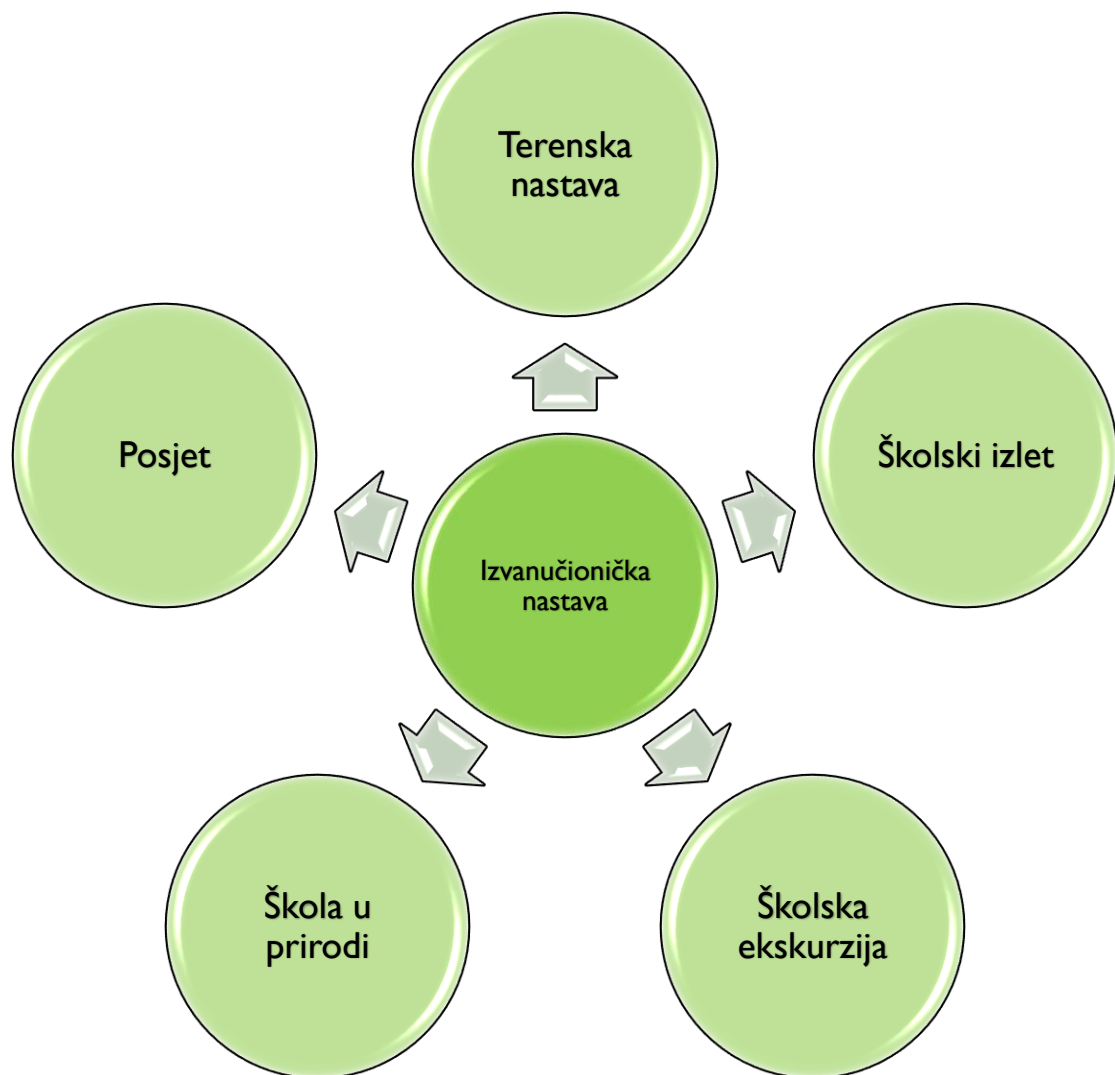 Terenska
nastava
Posjet
Školski izlet
Izvanučionička
nastava
Škola u
prirodi
Školska
ekskurzija